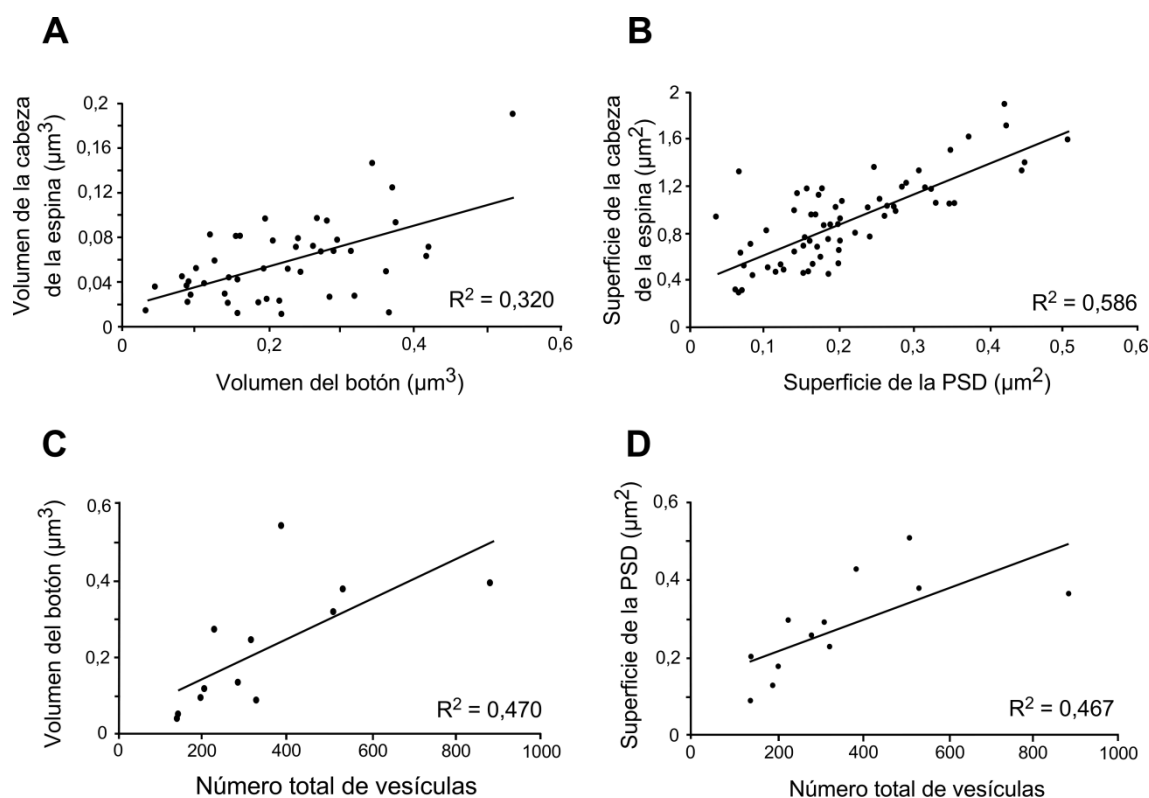 A
Volumen de la cabeza
de la espina (µm³)
0,2
0,16
0,12
0,08
0,04
0
R² = 0,320
0
0,2
0,4
0,6
Volumen del botón (µm³)
B
Superficie de la cabeza
de la espina (µm²)
2
1,6
1,2
0,8
0,4
0
R² = 0,586
0
0,1
0,2
0,3
0,4
0,5
0,6
Superficie de la PSD (µm²)
C
Volumen del botón (µm³)
0,6
0,4
0,2
0
R² = 0,470
0
200
400
600
800
1000
Número total de vesículas
D
Superficie de la PSD (µm²)
0,6
0,4
0,2
0
R² = 0,467
0
200
400
600
800
1000
Número total de vesículas